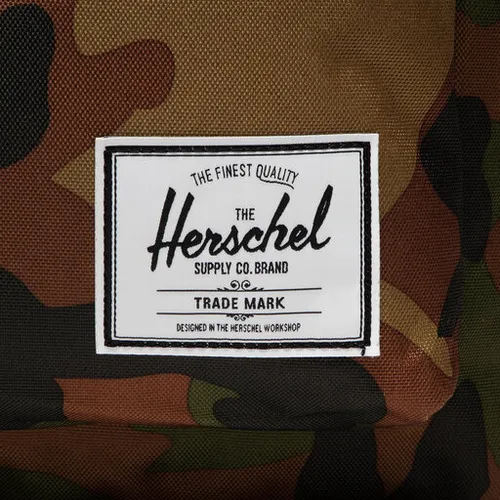 THE FINEST QUALITY
THE
Herschel
SUPPLY CO. BRAND
TRADE MARK
DESIGNED IN THE HERSCHEL WORKSHOP